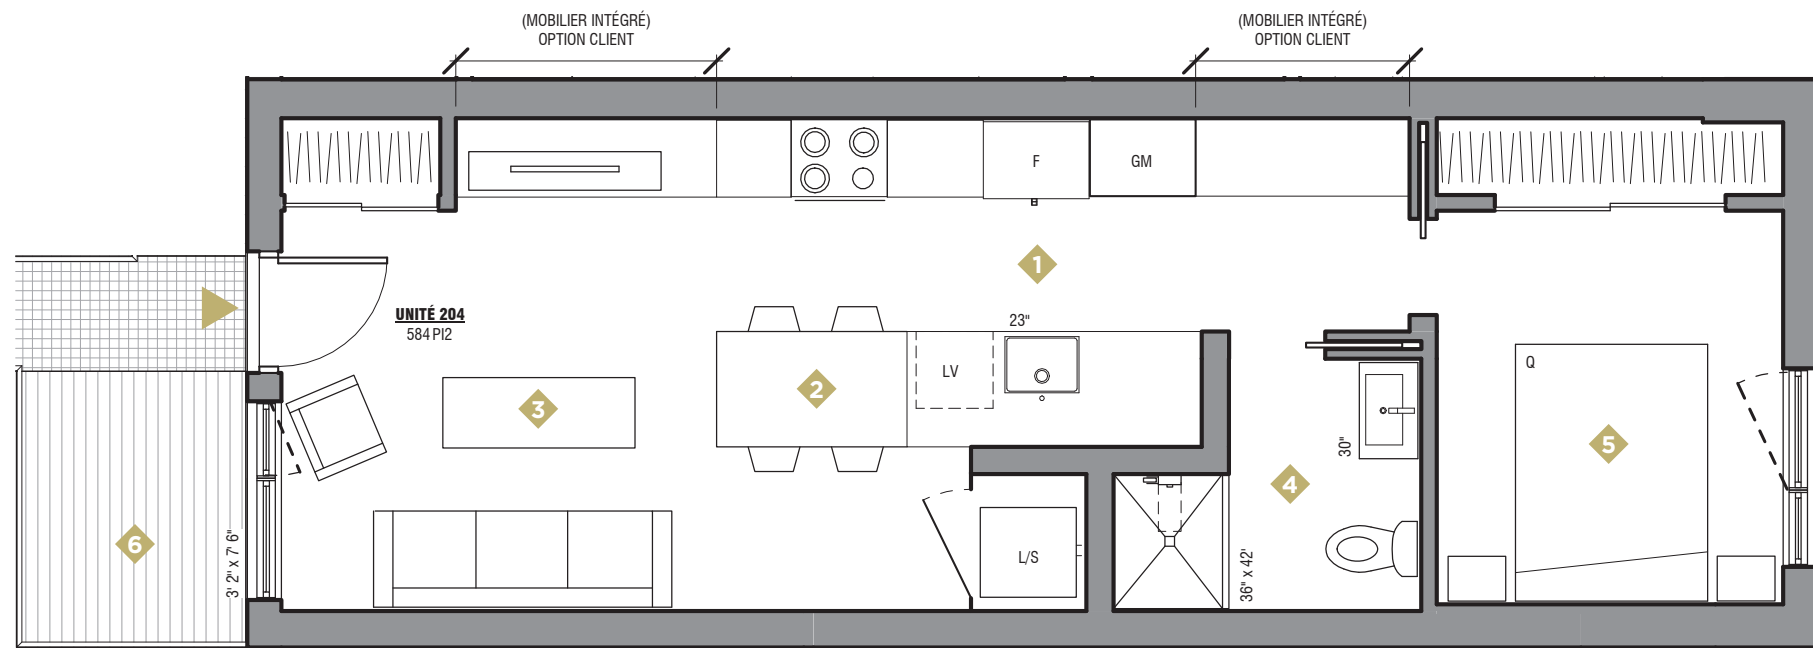 (MOBILIER INTÉGRÉ)
OPTION CLIENT
(MOBILIER INTÉGRÉ)
OPTION CLIENT
F
GM
1
UNITÉ 204
584 PI2
23"
LV
2
3
Q
30"
4
5
6
3' 2" x 7' 6"
L/S
36" x 42'